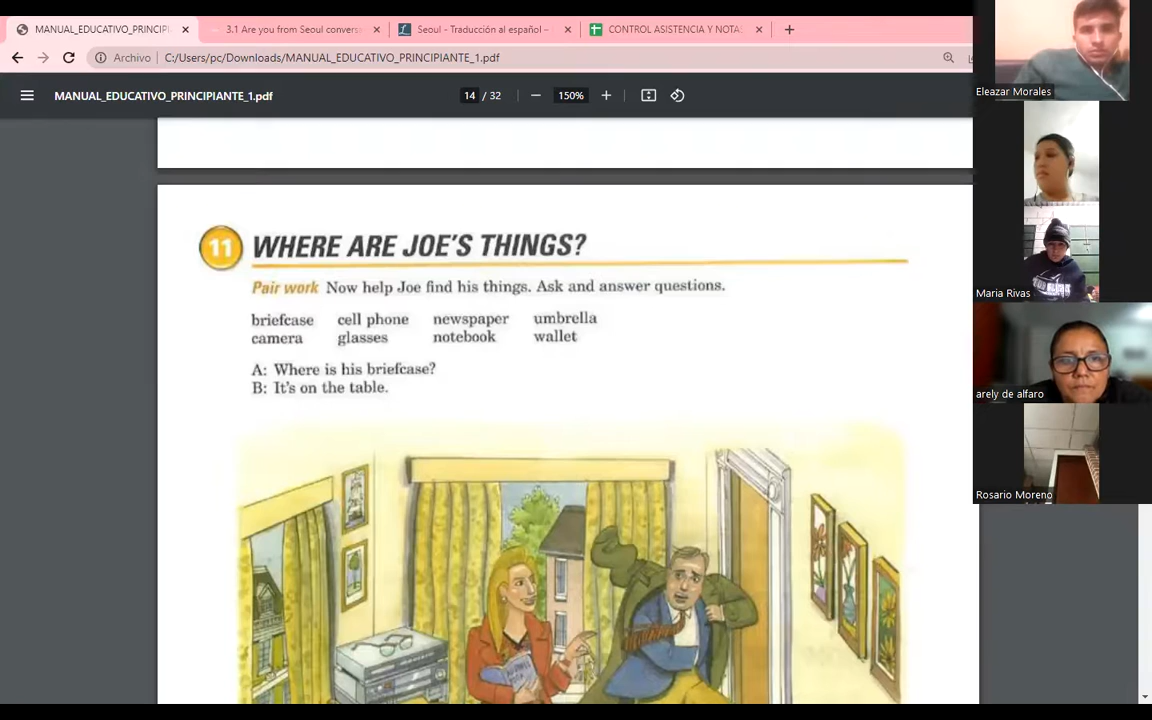 MANUAL_EDUCATIVO_PRINCIPI
3.1 Are you from Seoul convers
Seoul - Traducción al español –
CONTROL ASISTENCIA Y NOTAS
Archivo
C:/Users/pc/Downloads/MANUAL_EDUCATIVO_PRINCIPIANTE_1.pdf
MANUAL_EDUCATIVO_PRINCIPIANTE_1.pdf
14 / 32
150%
11 WHERE ARE JOE'S THINGS?
Pair work Now help Joe find his things. Ask and answer questions.
briefcase cell phone newspaper umbrella
camera glasses notebook wallet
A: Where is his briefcase?
B: It's on the table.
Eleazar Morales
Maria Rivas
arely de alfaro
Rosario Moreno